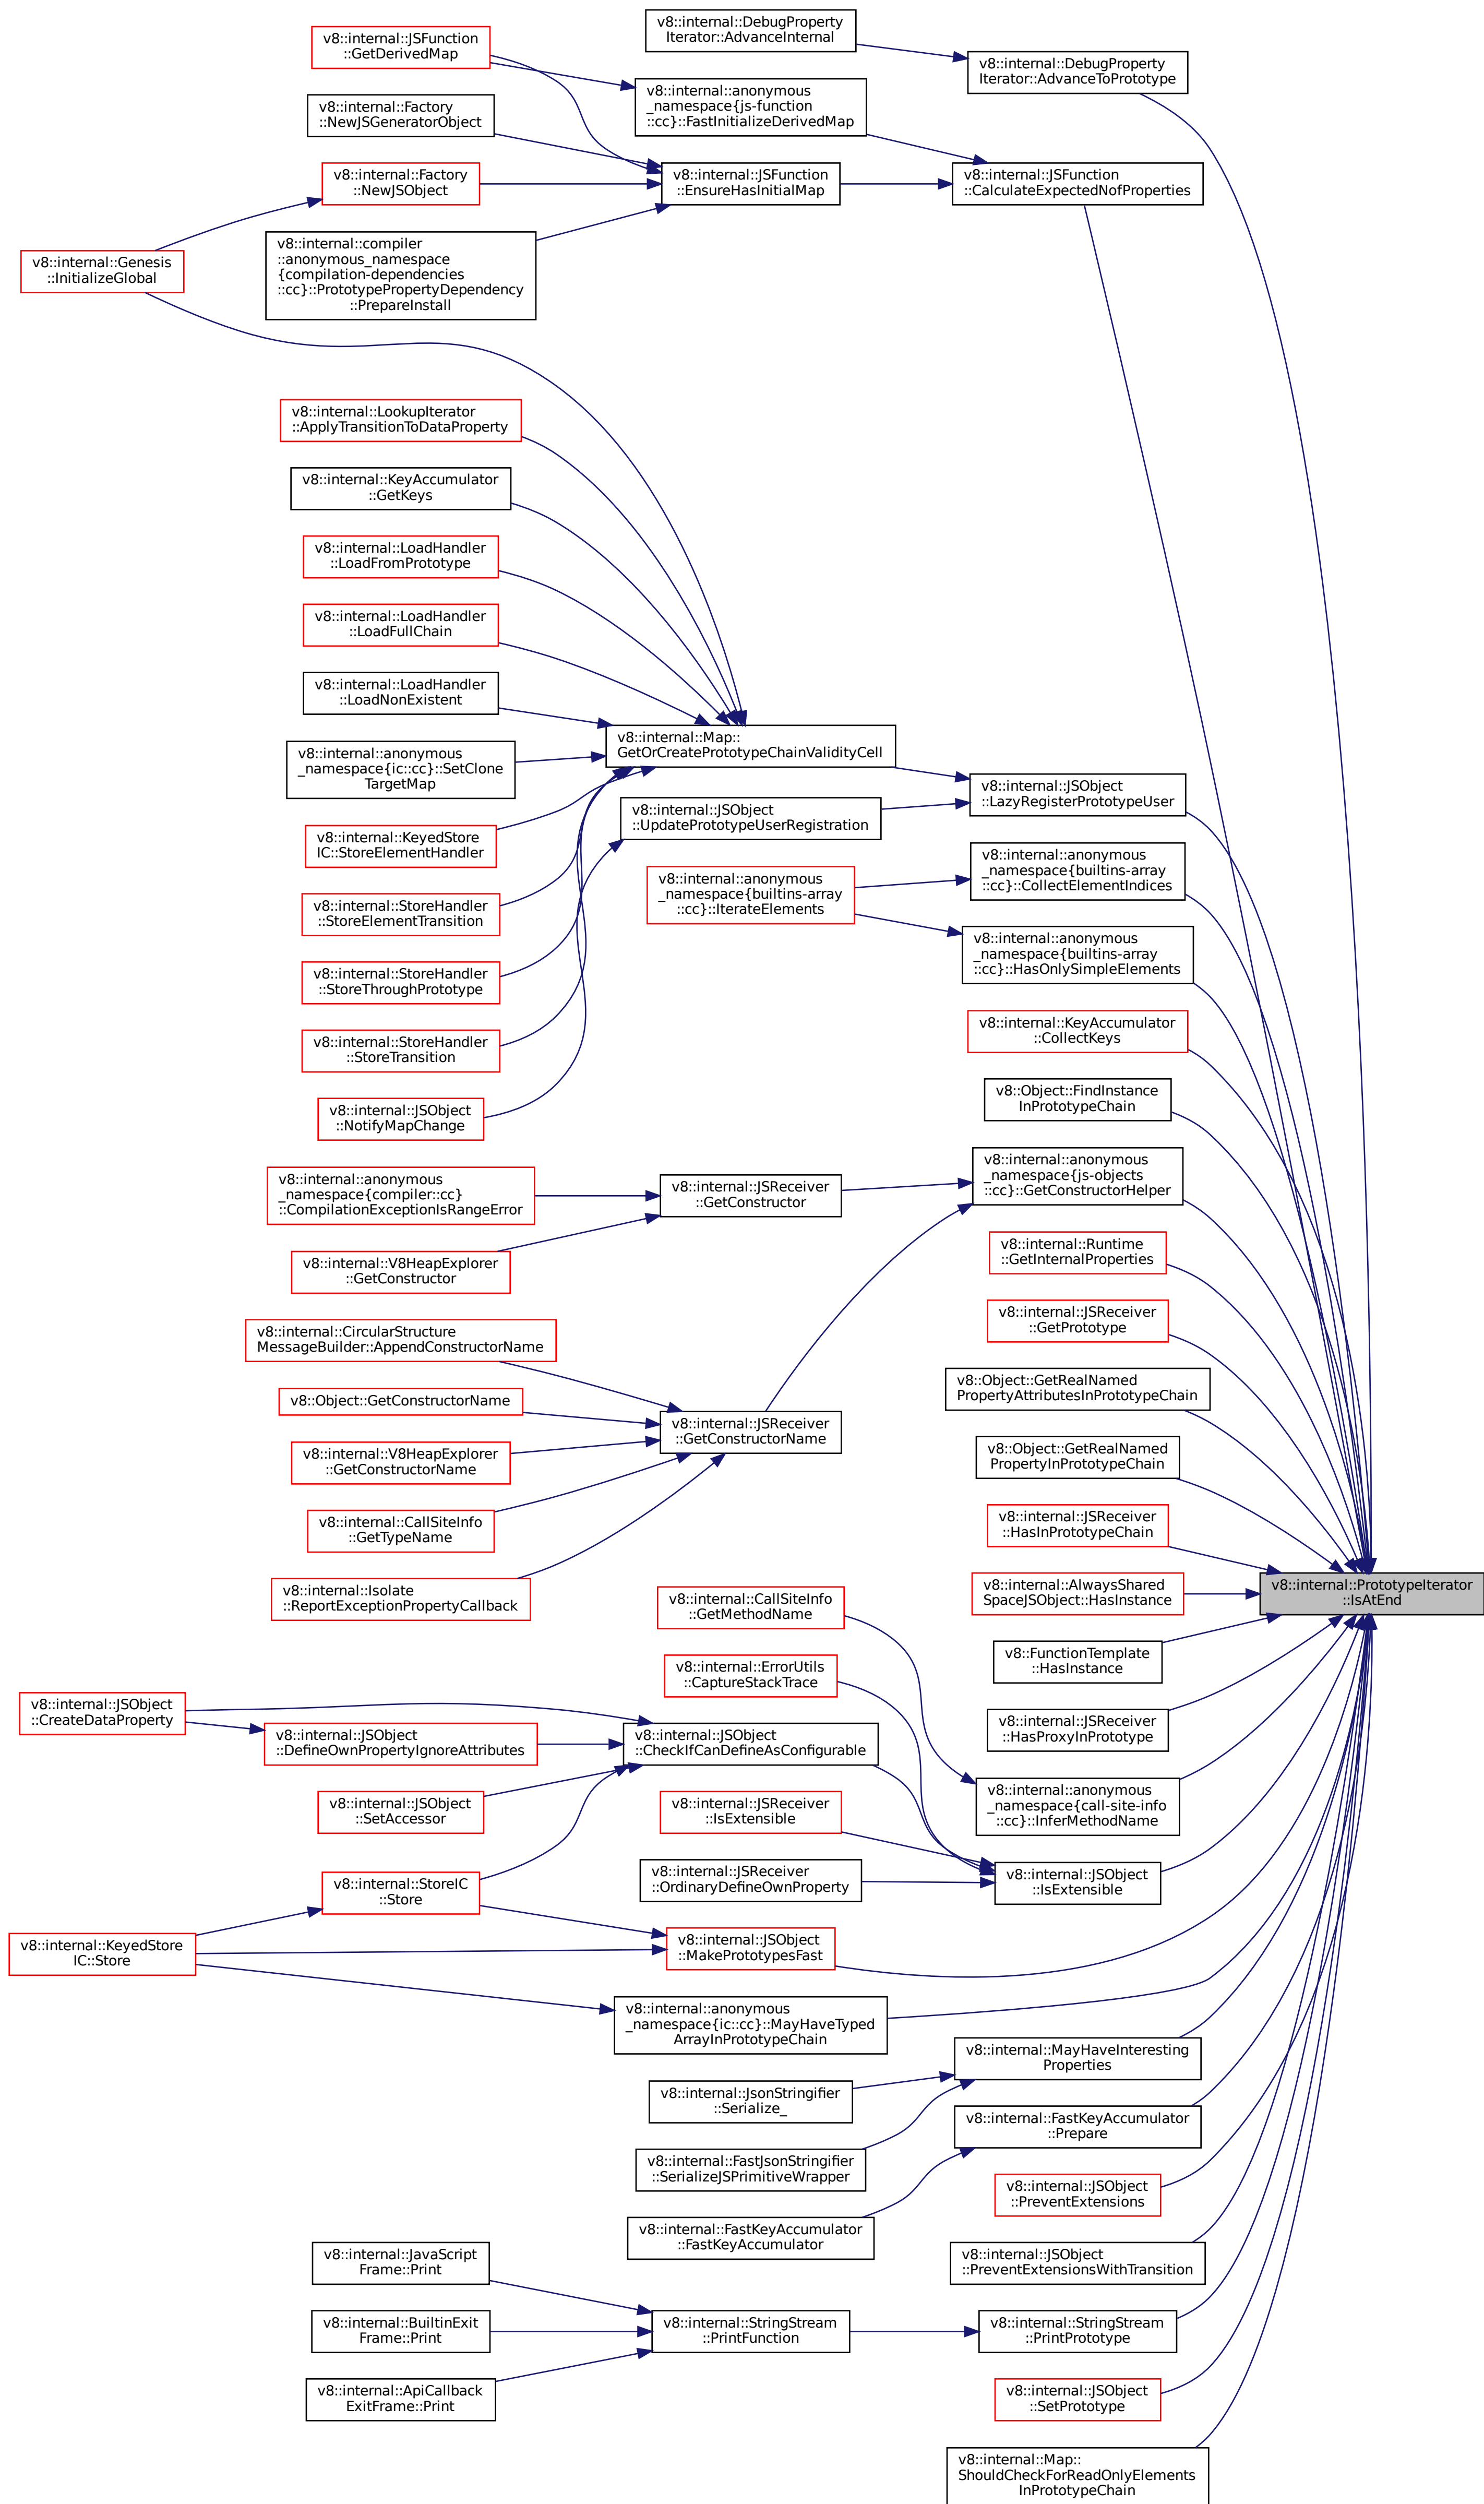 v8::internal::DebugProperty
Iterator::AdvanceInternal
v8::internal::JSFunction
::GetDerivedMap
v8::internal::DebugProperty
Iterator::AdvanceToPrototype
v8::internal::anonymous
_namespace{js-function
::cc}::FastInitializeDerivedMap
v8::internal::Factory
::NewJSGeneratorObject
v8::internal::Factory
::NewJSObject
v8::internal::JSFunction
::EnsureHasInitialMap
v8::internal::JSFunction
::CalculateExpectedNofProperties
v8::internal::compiler
::anonymous_namespace
{compilation-dependencies
::cc}::PrototypePropertyDependency
::PrepareInstall
v8::internal::Genesis
::InitializeGlobal
v8::internal::LookupIterator
::ApplyTransitionToDataProperty
v8::internal::KeyAccumulator
::GetKeys
v8::internal::LoadHandler
::LoadFromPrototype
v8::internal::LoadHandler
::LoadFullChain
v8::internal::LoadHandler
::LoadNonExistent
v8::internal::Map::
GetOrCreatePrototypeChainValidityCell
v8::internal::anonymous
_namespace{ic::cc}::SetClone
TargetMap
v8::internal::JSObject
::LazyRegisterPrototypeUser
v8::internal::JSObject
::UpdatePrototypeUserRegistration
v8::internal::KeyedStore
IC::StoreElementHandler
v8::internal::anonymous
_namespace{builtins-array
::cc}::CollectElementIndices
v8::internal::anonymous
_namespace{builtins-array
::cc}::IterateElements
v8::internal::StoreHandler
::StoreElementTransition
v8::internal::anonymous
_namespace{builtins-array
::cc}::HasOnlySimpleElements
v8::internal::StoreHandler
::StoreThroughPrototype
v8::internal::KeyAccumulator
::CollectKeys
v8::internal::StoreHandler
::StoreTransition
v8::Object::FindInstance
InPrototypeChain
v8::internal::JSObject
::NotifyMapChange
v8::internal::anonymous
_namespace{js-objects
::cc}::GetConstructorHelper
v8::internal::anonymous
_namespace{compiler::cc}
::CompilationExceptionIsRangeError
v8::internal::JSReceiver
::GetConstructor
v8::internal::Runtime
::GetInternalProperties
v8::internal::V8HeapExplorer
::GetConstructor
v8::internal::JSReceiver
::GetPrototype
v8::internal::CircularStructure
MessageBuilder::AppendConstructorName
v8::Object::GetRealNamed
PropertyAttributesInPrototypeChain
v8::Object::GetConstructorName
v8::internal::JSReceiver
::GetConstructorName
v8::Object::GetRealNamed
PropertyInPrototypeChain
v8::internal::V8HeapExplorer
::GetConstructorName
v8::internal::CallSiteInfo
::GetTypeName
v8::internal::JSReceiver
::HasInPrototypeChain
v8::internal::Isolate
::ReportExceptionPropertyCallback
v8::internal::AlwaysShared
SpaceJSObject::HasInstance
v8::internal::PrototypeIterator
::IsAtEnd
v8::internal::CallSiteInfo
::GetMethodName
v8::FunctionTemplate
::HasInstance
v8::internal::ErrorUtils
::CaptureStackTrace
v8::internal::JSReceiver
::HasProxyInPrototype
v8::internal::JSObject
::CreateDataProperty
v8::internal::JSObject
::DefineOwnPropertyIgnoreAttributes
v8::internal::JSObject
::CheckIfCanDefineAsConfigurable
v8::internal::anonymous
_namespace{call-site-info
::cc}::InferMethodName
v8::internal::JSObject
::SetAccessor
v8::internal::JSReceiver
::IsExtensible
v8::internal::JSReceiver
::OrdinaryDefineOwnProperty
v8::internal::JSObject
::IsExtensible
v8::internal::StoreIC
::Store
v8::internal::KeyedStore
IC::Store
v8::internal::JSObject
::MakePrototypesFast
v8::internal::anonymous
_namespace{ic::cc}::MayHaveTyped
ArrayInPrototypeChain
v8::internal::MayHaveInteresting
Properties
v8::internal::JsonStringifier
::Serialize_
v8::internal::FastKeyAccumulator
::Prepare
v8::internal::FastJsonStringifier
::SerializeJSPrimitiveWrapper
v8::internal::JSObject
::PreventExtensions
v8::internal::FastKeyAccumulator
::FastKeyAccumulator
v8::internal::JavaScript
Frame::Print
v8::internal::JSObject
::PreventExtensionsWithTransition
v8::internal::BuiltinExit
Frame::Print
v8::internal::StringStream
::PrintFunction
v8::internal::StringStream
::PrintPrototype
v8::internal::ApiCallback
ExitFrame::Print
v8::internal::JSObject
::SetPrototype
v8::internal::Map::
ShouldCheckForReadOnlyElements
InPrototypeChain